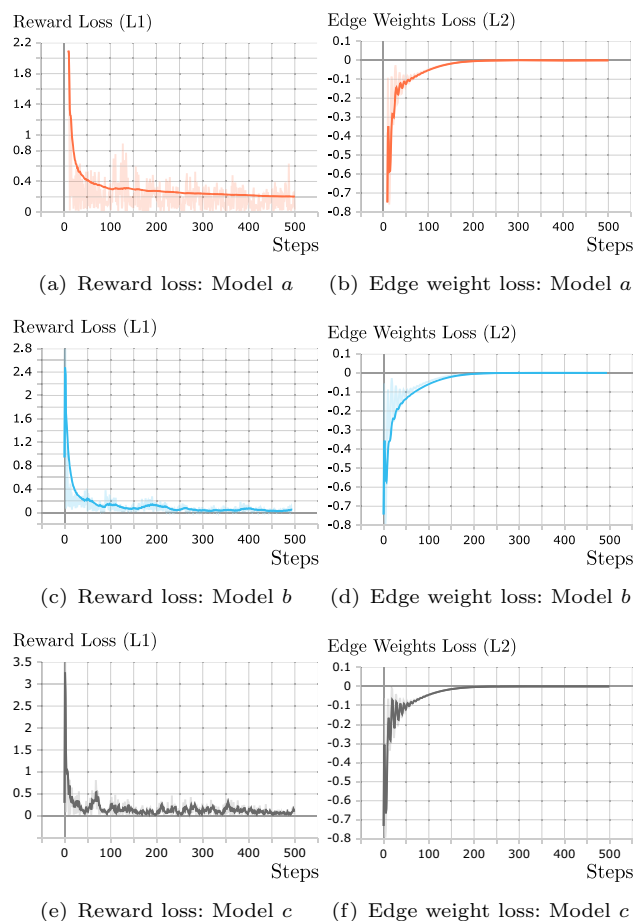 Reward Loss (L1)
Edge Weights Loss (L2)
2.2
1.8
1.4
1
0.8
0.4
0
0 100 200 300 400 500
Steps
0.1
0
-0.1
-0.2
-0.3
-0.4
-0.5
-0.6
-0.7
-0.8
0 100 200 300 400 500
Steps
(a) Reward loss: Model a
(b) Edge weight loss: Model a
Reward Loss (L1)
Edge Weights Loss (L2)
2.8
2.4
2
1.6
1.2
0.8
0.4
0
0 100 200 300 400 500
Steps
0.1
0
-0.1
-0.2
-0.3
-0.4
-0.5
-0.6
-0.7
-0.8
0 100 200 300 400 500
Steps
(c) Reward loss: Model b
(d) Edge weight loss: Model b
Reward Loss (L1)
Edge Weights Loss (L2)
3.5
3
2.5
2
1.5
1
0.5
0
0 100 200 300 400 500
Steps
0.1
0
-0.1
-0.2
-0.3
-0.4
-0.5
-0.6
-0.7
-0.8
0 100 200 300 400 500
Steps
(e) Reward loss: Model c
(f) Edge weight loss: Model c